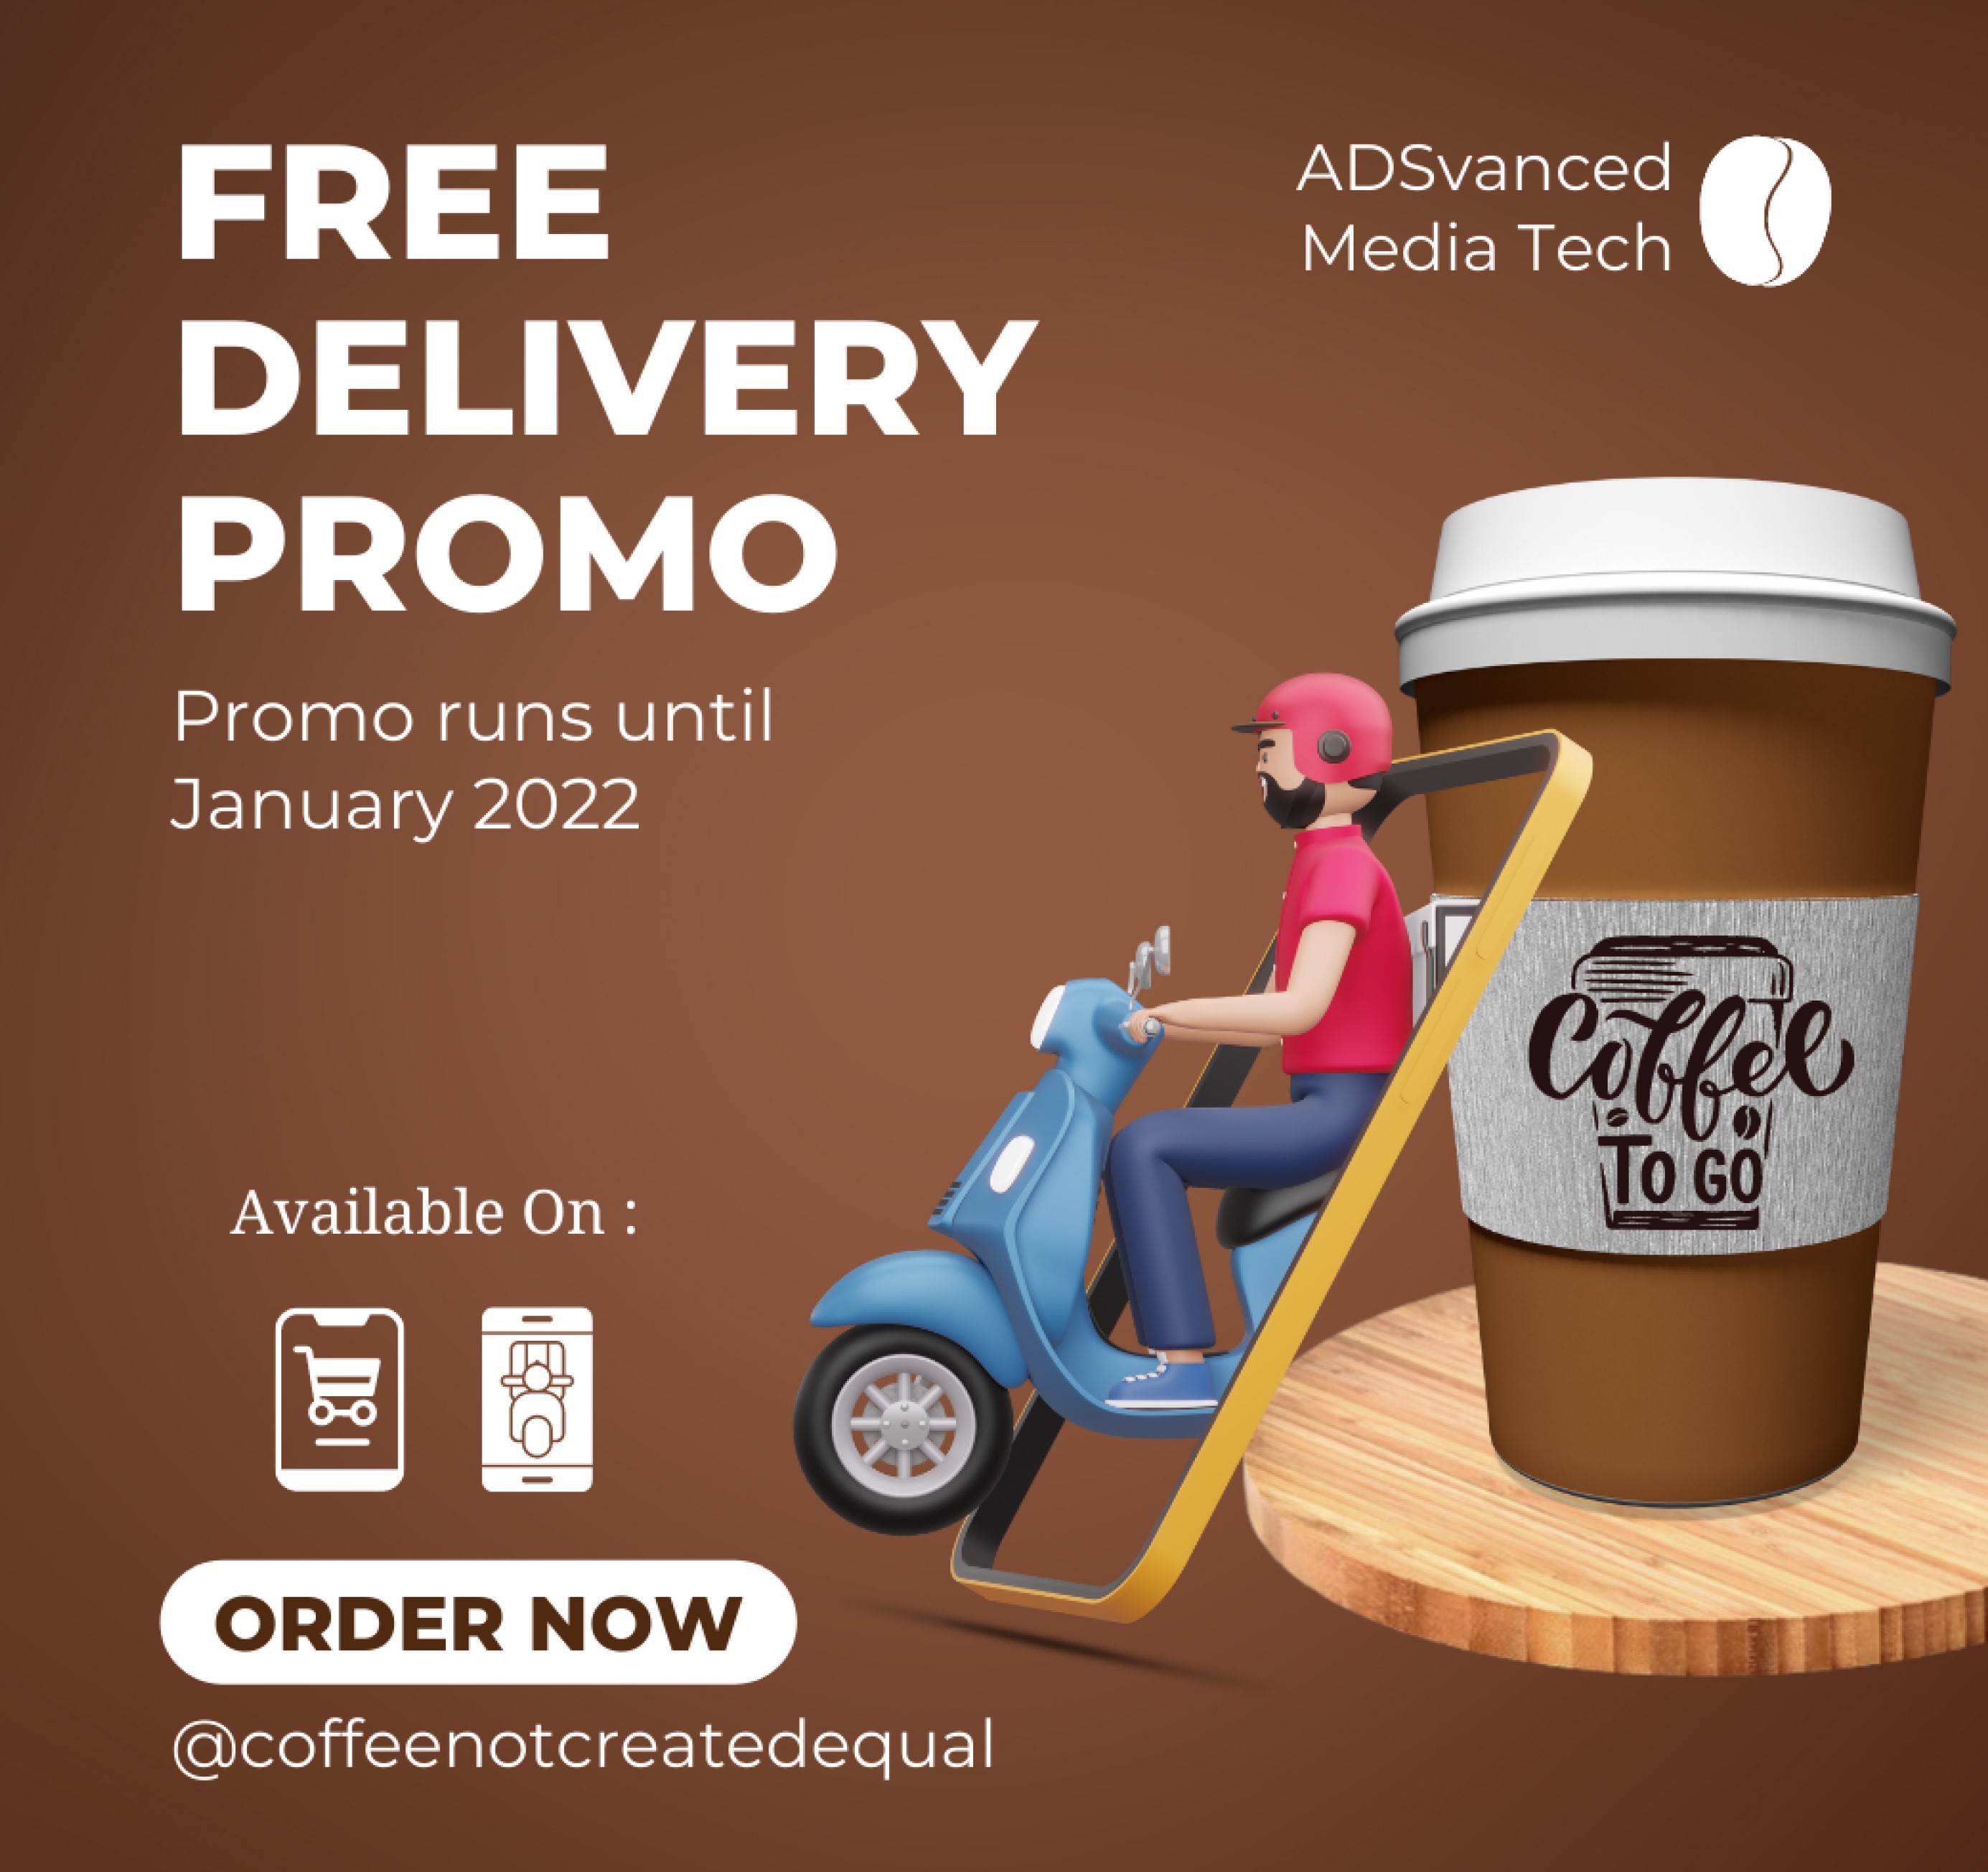 FREE
DELIVERY
PROMO
Promo runs until
January 2022
ADSvanced
Media Tech
Coffee
To GO
Available On :
ORDER NOW
@coffeenotcreatedequal